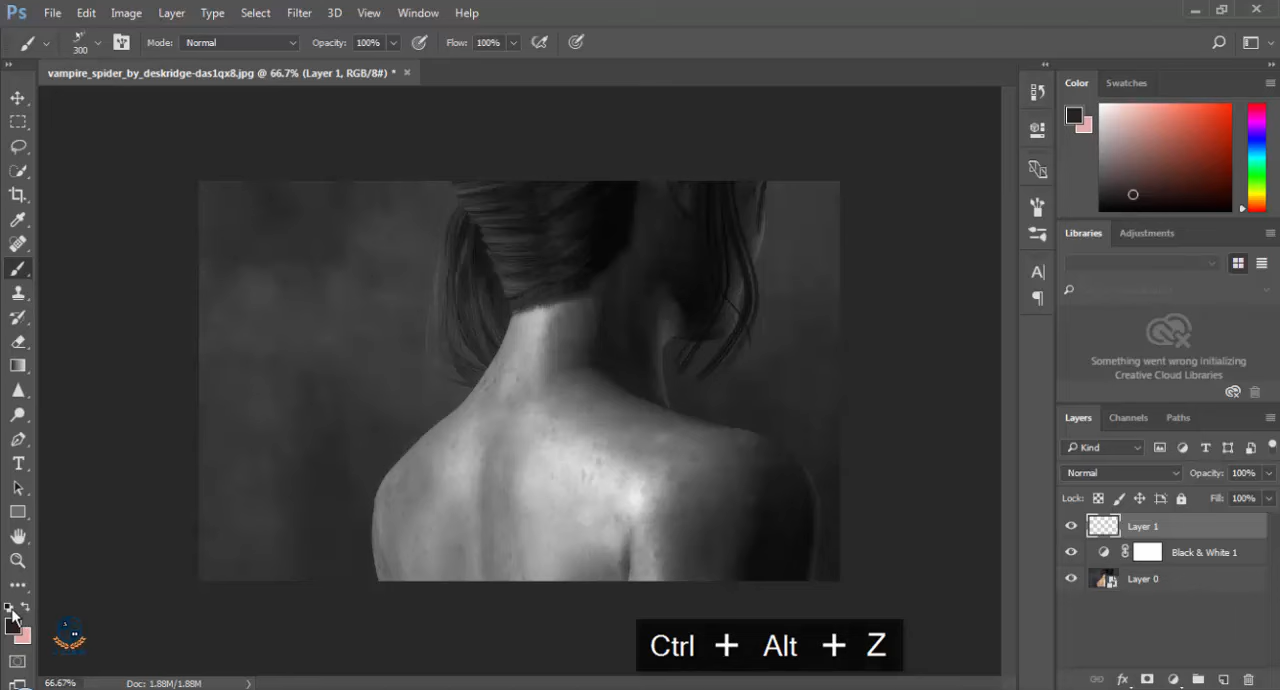 Ps File Edit Image Layer Type Select Filter 3D View Window Help
300 Mode: Normal Opacity: 100% Flow: 100%
vampire_spider_by_deskridge-das1qx8.jpg @ 66.7% (Layer 1, RGB/8#) * ×
Color Swatches
Libraries Adjustments
Something went wrong initializing
Creative Cloud Libraries
Layers Channels Paths
Kind
Normal Opacity: 100%
Lock: Fill: 100%
Layer 1
Black & White 1
Layer 0
Ctrl + Alt + Z
66.67% Doc: 1.88M/1.88M